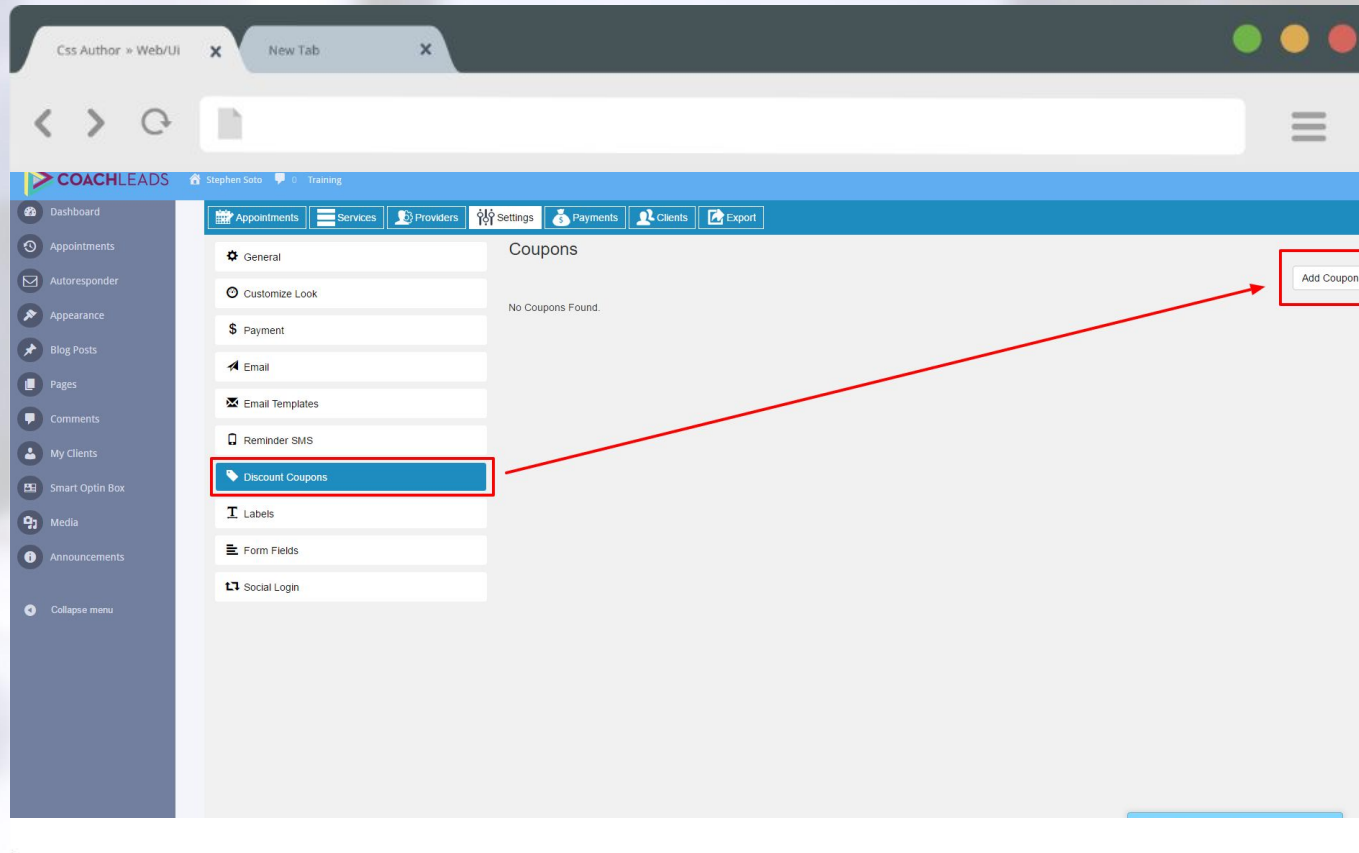 Css Author » Web/Ui
New Tab
COACHLEADS
Stephen Soto 0 Training
Dashboard
Appointments
Autoresponder
Appearance
Blog Posts
Pages
Comments
My Clients
Smart Optin Box
Media
Announcements
Collapse menu
Appointments Services Providers Settings Payments Clients Export
General
Customize Look
Payment
Email
Email Templates
Reminder SMS
Discount Coupons
Labels
Form Fields
Social Login
Coupons
Add Coupon
No Coupons Found.